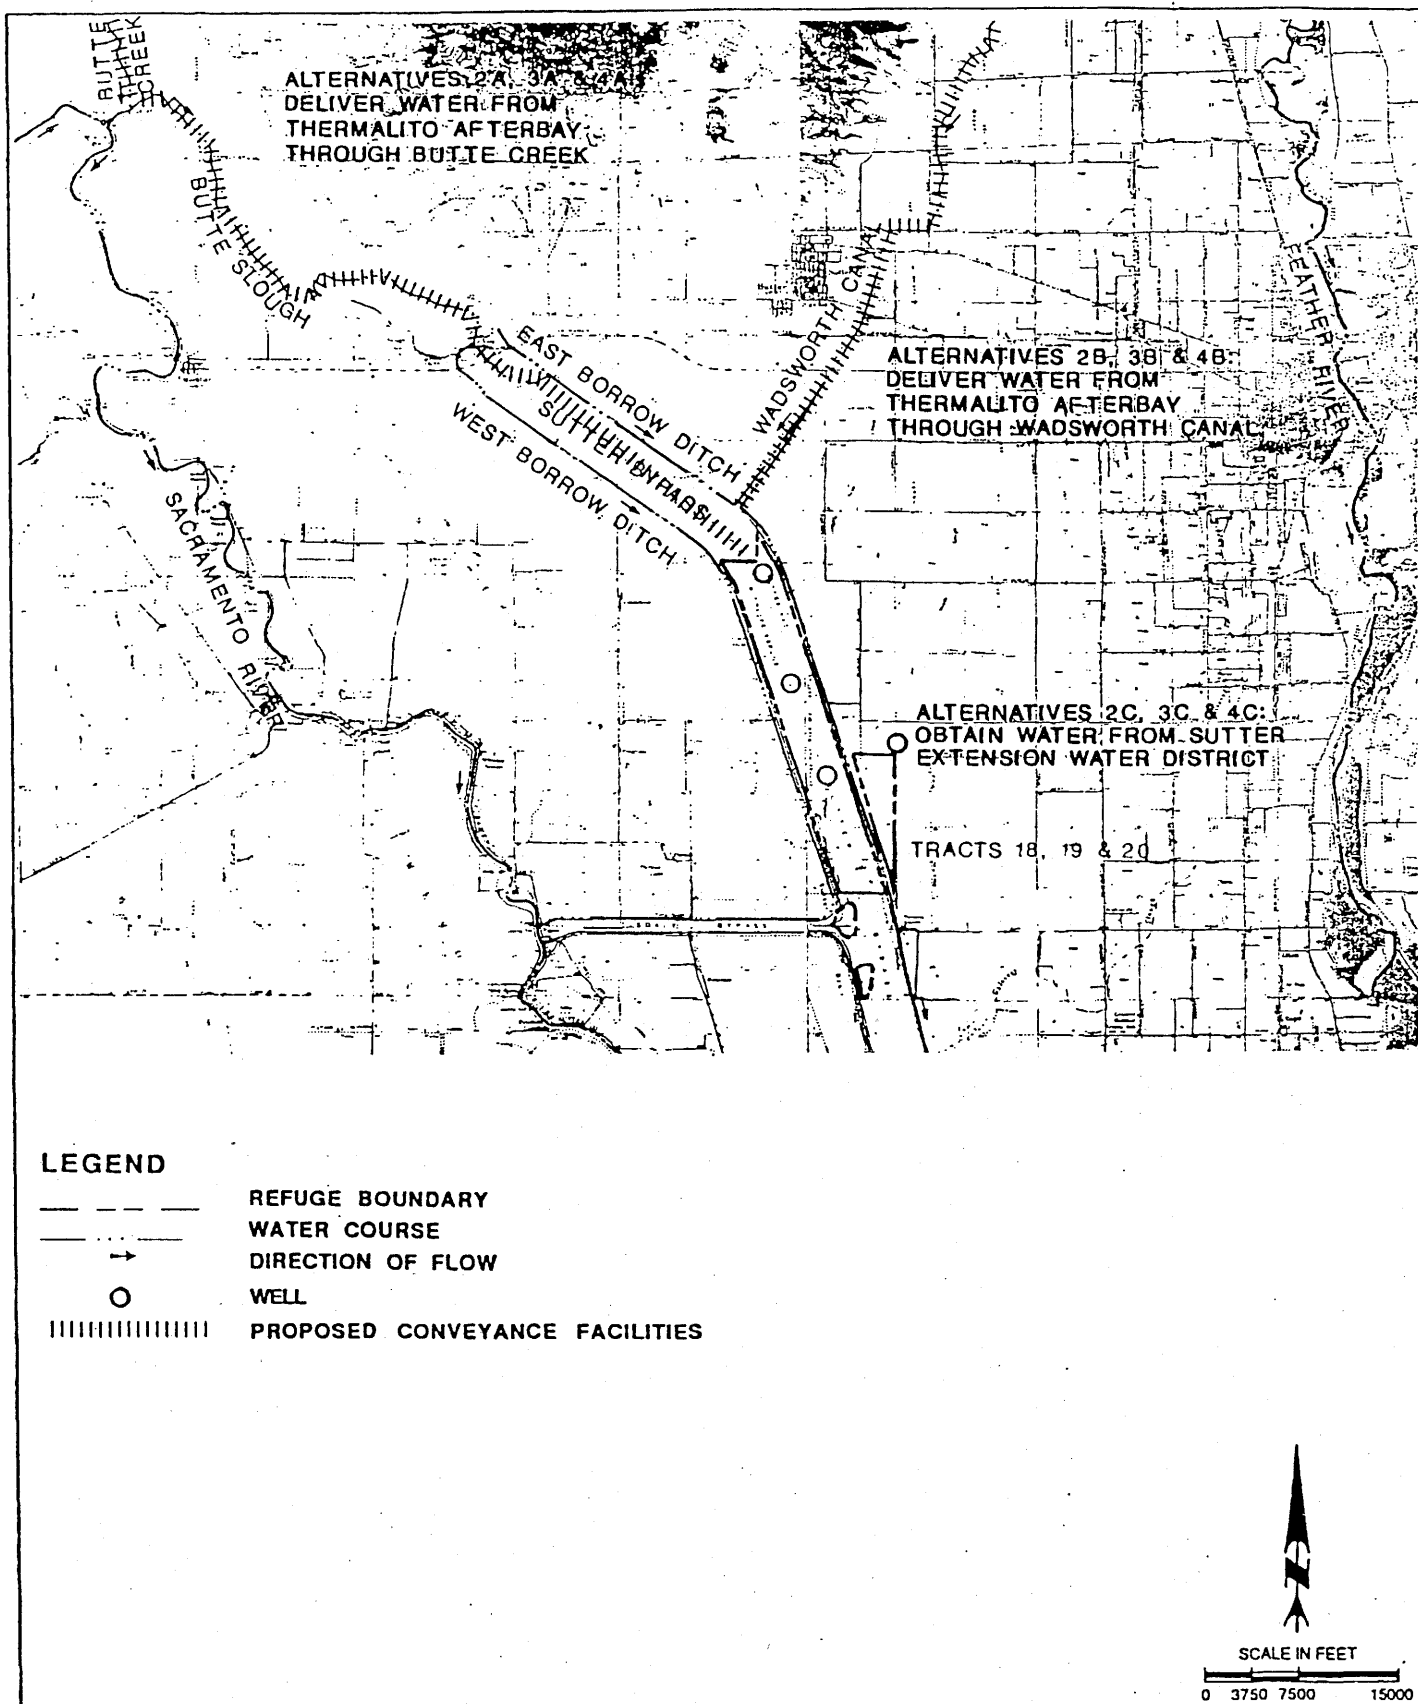 BUTTE
CREEK
ALTERNATIVES 2A, 3A & 4A:
DELIVER WATER FROM
THERMALITO AFTERBAY
THROUGH BUTTE CREEK
BUTTE SLOUGH
WADSWORTH CANAL
FEATHER RIVER
EAST BORROW DITCH
SUTTER BYPASS
WEST BORROW DITCH
ALTERNATIVES 2B, 3B & 4B:
DELIVER WATER FROM
THERMALITO AFTERBAY
THROUGH WADSWORTH CANAL
SACRAMENTO RIVER
ALTERNATIVES 2C, 3C & 4C:
OBTAIN WATER FROM SUTTER
EXTENSION WATER DISTRICT
TRACTS 18, 19 & 20
BYPASS
LEGEND
REFUGE BOUNDARY
WATER COURSE
DIRECTION OF FLOW
WELL
PROPOSED CONVEYANCE FACILITIES
N
SCALE IN FEET
0 3750 7500 15000